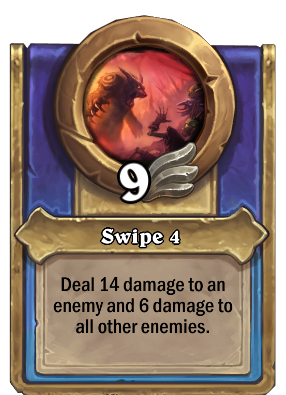 9
Swipe 4
Deal 14 damage to an
enemy and 6 damage to
all other enemies.